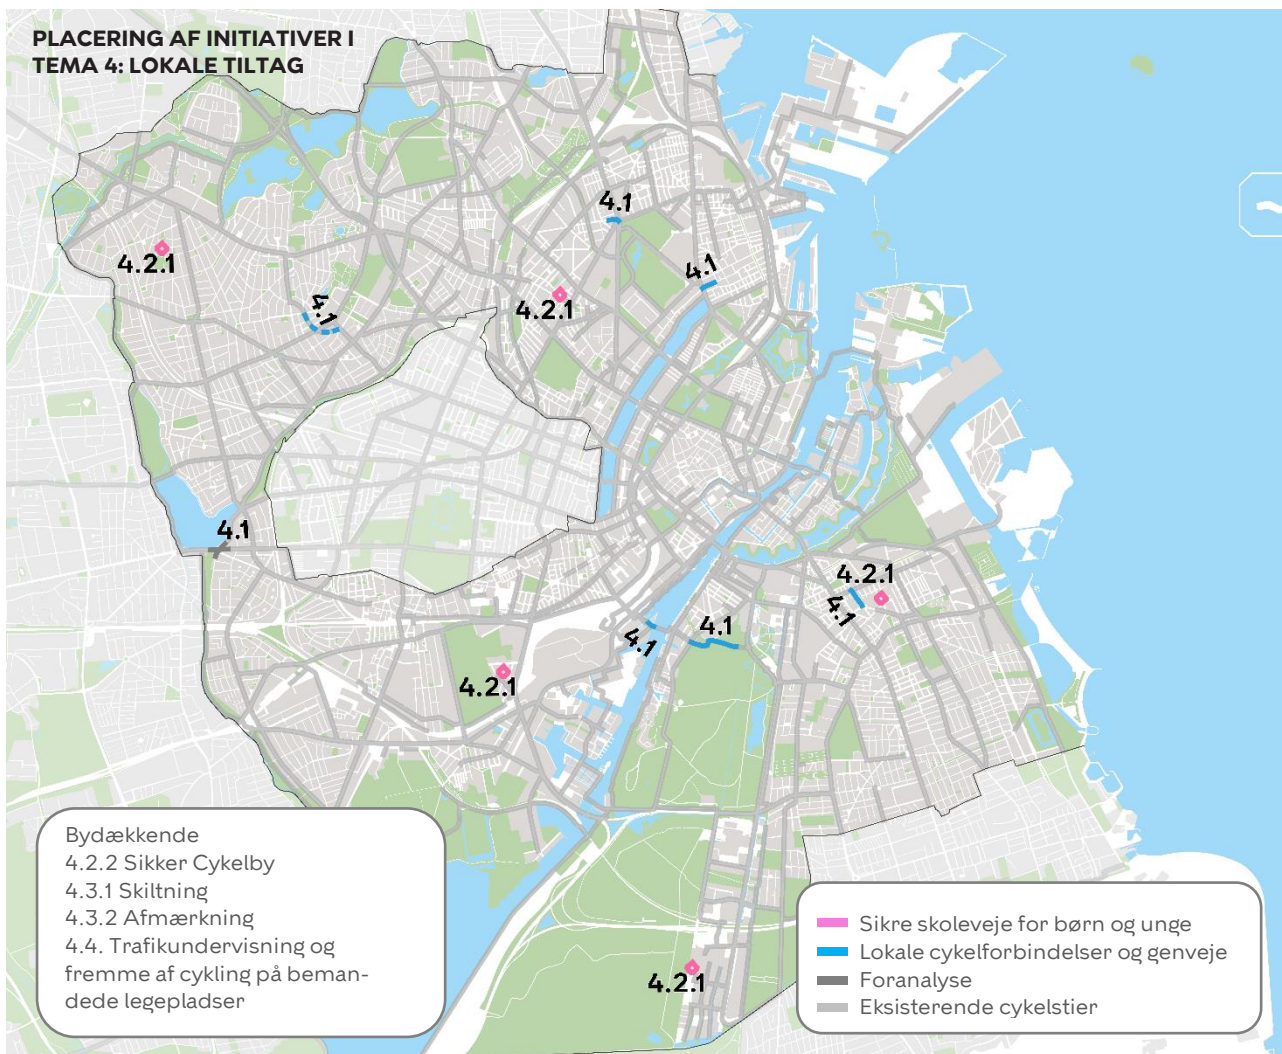 PLACERING AF INITIATIVER I
TEMA 4: LOKALE TILTAG
4.1
4.2.1
4.1
4.1
4.2.1
4.1
4.2.1
4.1
4.1
4.1
4.2.1
4.2.1
Bydækkende
4.2.2 Sikker Cykelby
4.3.1 Skiltning
4.3.2 Afmærkning
4.4. Trafikundervisning og
fremme af cykling på beman-
dede legepladser
Sikre skoleveje for børn og unge
Lokale cykelforbindelser og genveje
Foranalyse
Eksisterende cykelstier